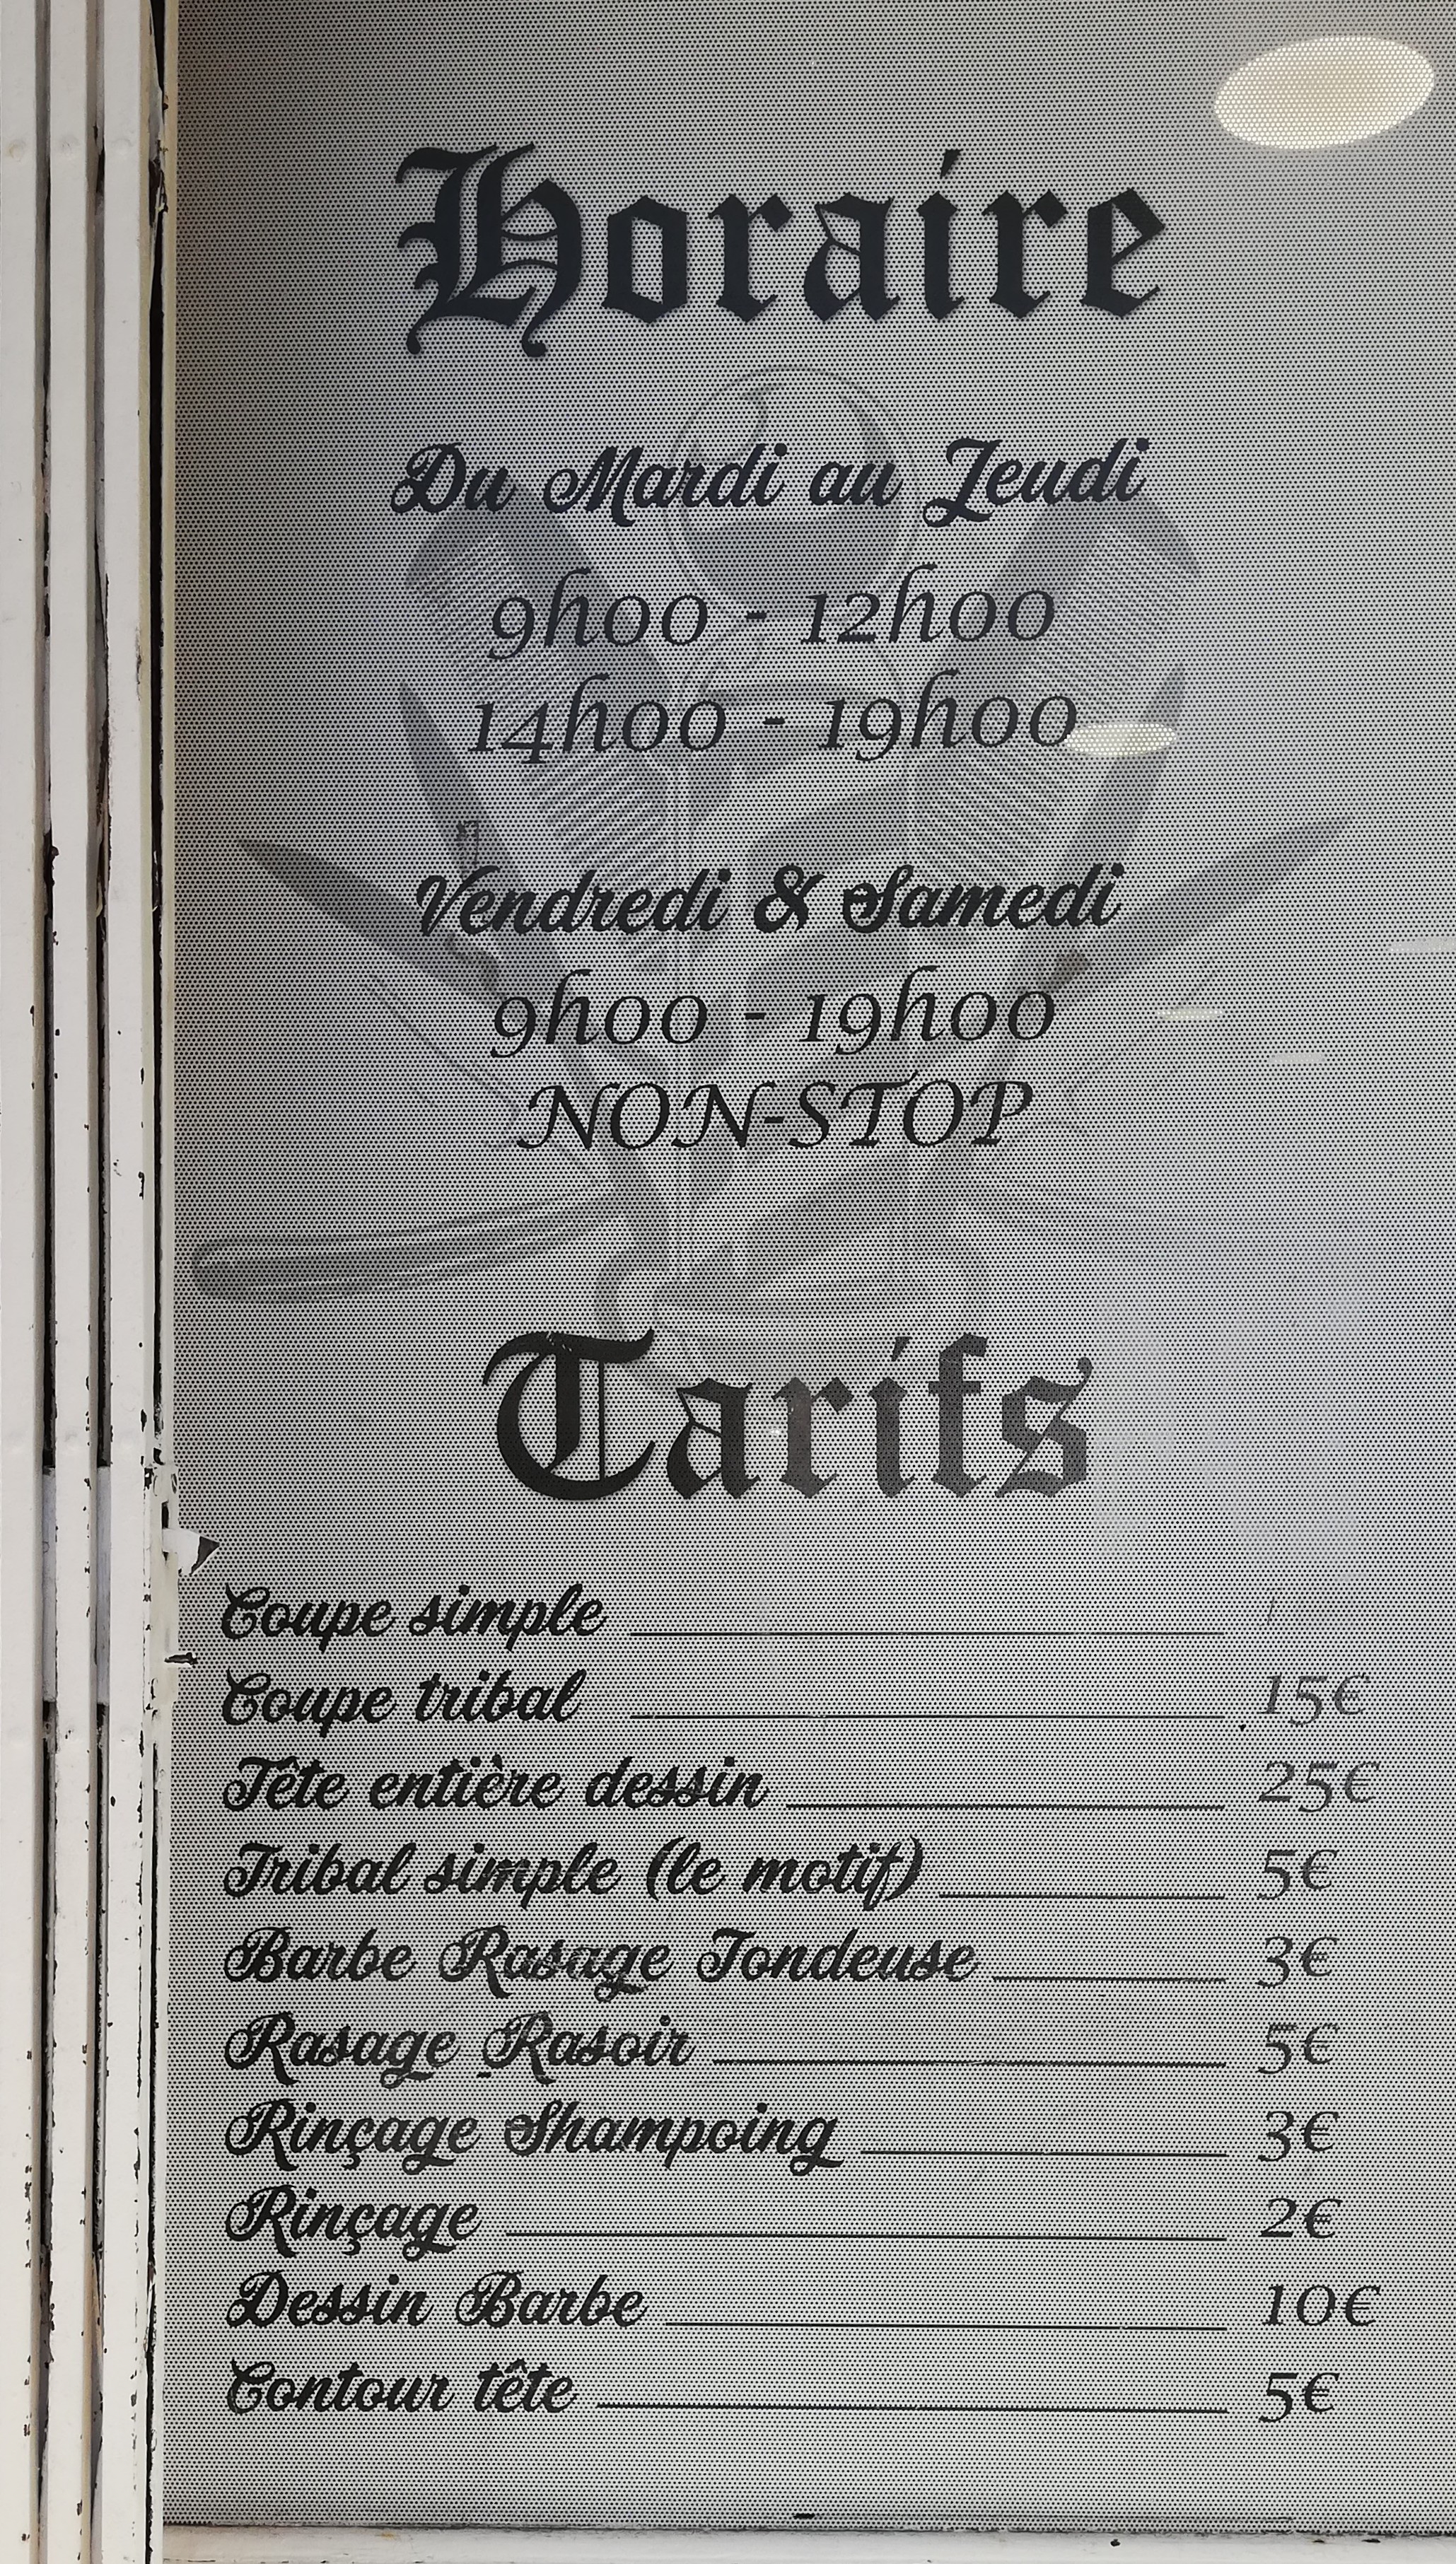 Horaire
Du Mardi au Jeudi
9h00 - 12h00
14h00 - 19h00
Vendredi & Samedi
9h00 - 19h00
NON-STOP
Tarifs
Coupe simple
Coupe tribal 15€
Tête entière dessin 25€
Tribal simple (le motif) 5€
Barbe Rasage Tondeuse 3€
Rasage Rasoir 5€
Rinçage Shampoing 3€
Rinçage 2€
Dessin Barbe 10€
Contour tête 5€